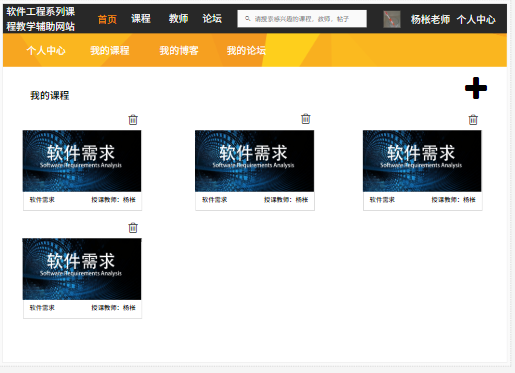 软件工程系列课
程教学辅助网站
首页 课程 教师 论坛
请搜索感兴趣的课程、教师、帖子
杨枨老师 个人中心
个人中心 我的课程 我的博客 我的论坛
我的课程
软件需求
Software Requirements Analysis
软件需求 授课教师：杨枨
软件需求
Software Requirements Analysis
软件需求 授课教师：杨枨
软件需求
Software Requirements Analysis
软件需求 授课教师：杨枨
软件需求
Software Requirements Analysis
软件需求 授课教师：杨枨